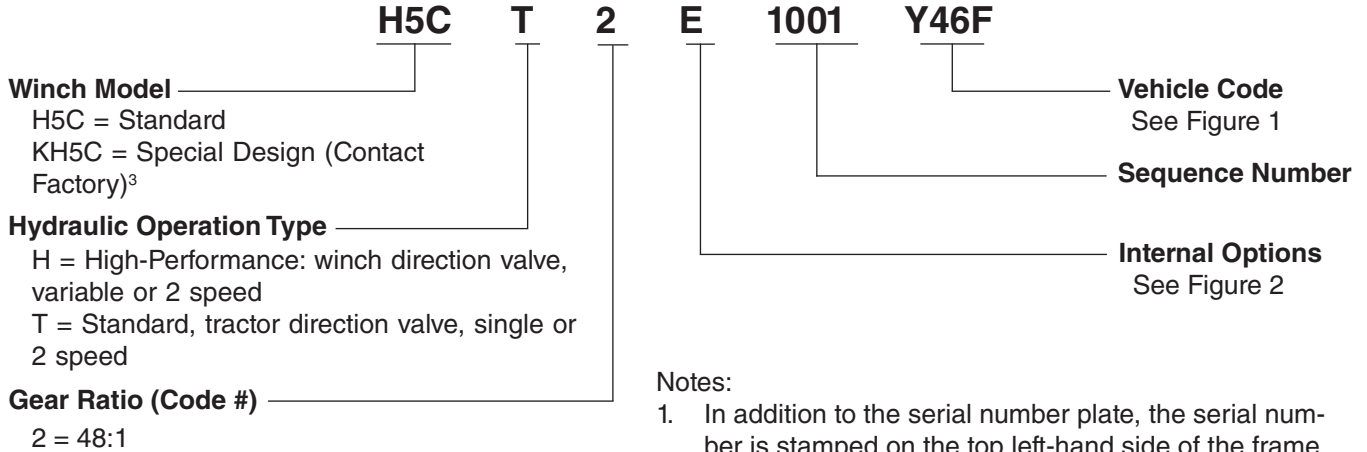 H5C T 2 E 1001 Y46F
Winch Model
H5C = Standard
KH5C = Special Design (Contact
Factory)³
Hydraulic Operation Type
H = High-Performance: winch direction valve,
variable or 2 speed
T = Standard, tractor direction valve, single or
2 speed
Gear Ratio (Code #)
2 = 48:1
Vehicle Code
See Figure 1
Sequence Number
Internal Options
See Figure 2
Notes:
1. In addition to the serial number plate, the serial num-
ber is stamped on the top left-hand side of the frame